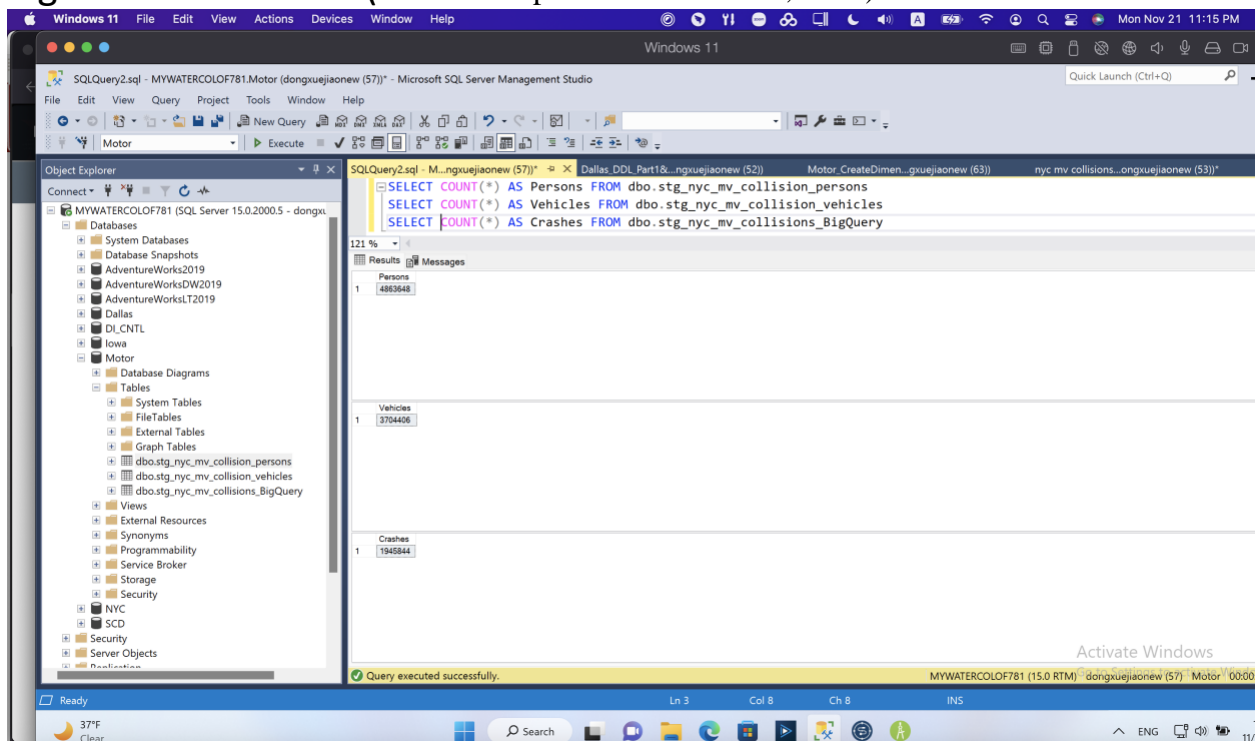 Windows 11 File Edit View Actions Devices Window Help A Mon Nov 21 11:15 PM
Windows 11
SQLQuery2.sql - MYWATERCOLOF781.Motor (dongxuejiaonew (57))* - Microsoft SQL Server Management Studio
Quick Launch (Ctrl+Q)
File Edit View Query Project Tools Window Help
New Query
Motor Execute
Object Explorer
SQLQuery2.sql - M...ngxuejiaonew (57))* Dallas_DDL_Part1&...ngxuejiaonew (52)) Motor_CreateDimen...gxuejiaonew (63)) nyc mv collisions...ongxuejiaonew (53))*
Connect
SELECT COUNT(*) AS Persons FROM dbo.stg_nyc_mv_collision_persons
SELECT COUNT(*) AS Vehicles FROM dbo.stg_nyc_mv_collision_vehicles
SELECT COUNT(*) AS Crashes FROM dbo.stg_nyc_mv_collisions_BigQuery
121 %
Results Messages
Persons
1 4863648
Vehicles
1 3704406
Crashes
1 1945844
MYWATERCOLOF781 (SQL Server 15.0.2000.5 - dongxu
Databases
System Databases
Database Snapshots
AdventureWorks2019
AdventureWorksDW2019
AdventureWorksLT2019
Dallas
DI_CNTL
Iowa
Motor
Database Diagrams
Tables
System Tables
FileTables
External Tables
Graph Tables
dbo.stg_nyc_mv_collision_persons
dbo.stg_nyc_mv_collision_vehicles
dbo.stg_nyc_mv_collisions_BigQuery
Views
External Resources
Synonyms
Programmability
Service Broker
Storage
Security
NYC
SCD
Security
Server Objects
Replication
Activate Windows
Go to Settings to activate Windows
Query executed successfully. MYWATERCOLOF781 (15.0 RTM) dongxuejiaonew (57) Motor 00:00
Ready Ln 3 Col 8 Ch 8 INS
37°F
Clear
Search
ENG
11/